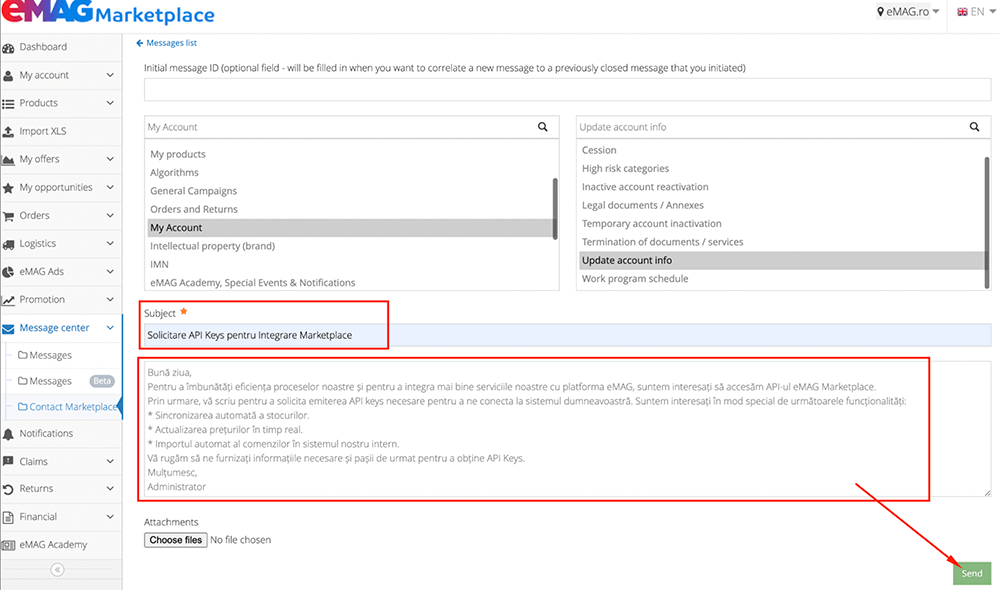 eMAG Marketplace
eMAG.ro
EN
Dashboard
My account
Products
Import XLS
My offers
My opportunities
Orders
Logistics
eMAG Ads
Promotion
Message center
Messages
Messages Beta
Contact Marketplace
Notifications
Claims
Returns
Financial
eMAG Academy
Messages list
Initial message ID (optional field - will be filled in when you want to correlate a new message to a previously closed message that you initiated)
My Account
My products
Algorithms
General Campaigns
Orders and Returns
My Account
Intellectual property (brand)
IMN
eMAG Academy, Special Events & Notifications
Update account info
Cession
High risk categories
Inactive account reactivation
Legal documents / Annexes
Temporary account inactivation
Termination of documents / services
Update account info
Work program schedule
Subject
Solicitare API Keys pentru Integrare Marketplace
Bună ziua,
Pentru a îmbunătăți eficiența proceselor noastre și pentru a integra mai bine serviciile noastre cu platforma eMAG, suntem interesați să accesăm API-ul eMAG Marketplace.
Prin urmare, vă scriu pentru a solicita emiterea API keys necesare pentru a ne conecta la sistemul dumneavoastră. Suntem interesați în mod special de următoarele funcționalități:
* Sincronizarea automată a stocurilor.
* Actualizarea prețurilor în timp real.
* Importul automat al comenzilor în sistemul nostru intern.
Vă rugăm să ne furnizați informațiile necesare și pașii de urmat pentru a obține API Keys.
Mulțumesc,
Administrator
Attachments
Choose files No file chosen
Send